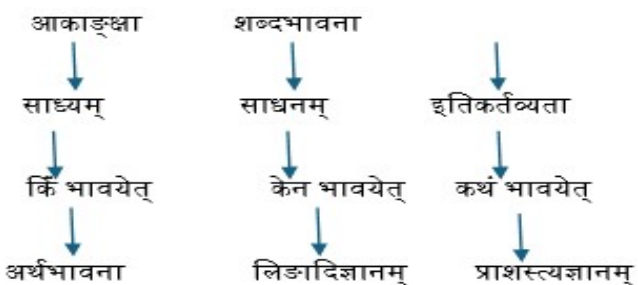 आकाङ्क्षा शब्दभावना
साध्यम् साधनम् इतिकर्तव्यता
किं भावयेत् केन भावयेत् कथं भावयेत्
अर्थभावना लिङादिज्ञानम् प्राशस्त्यज्ञानम्